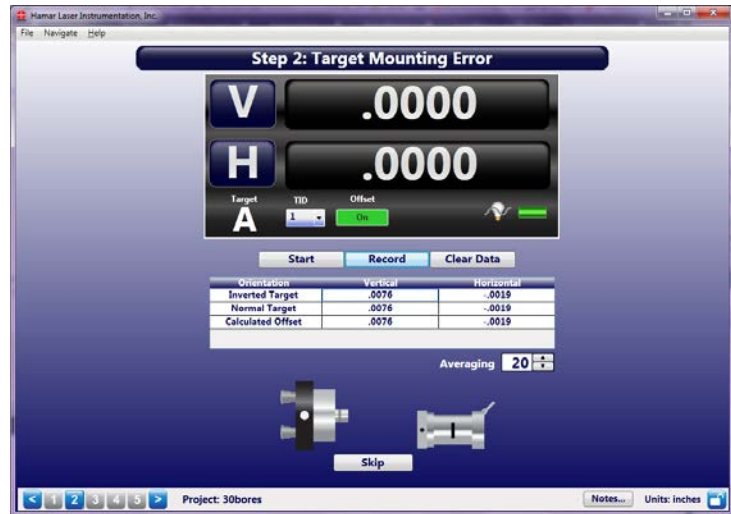 Hamar Laser Instrumentation, Inc.
File Navigate Help
Step 2: Target Mounting Error
V .0000
H .0000
Target TID Offset
A 1 On
Start Record Clear Data
Orientation Vertical Horizontal
Inverted Target .0076 -.0019
Normal Target .0076 -.0019
Calculated Offset .0076 -.0019
Averaging 20
Skip
< 1 2 3 4 5 > Project: 30bores Notes... Units: inches